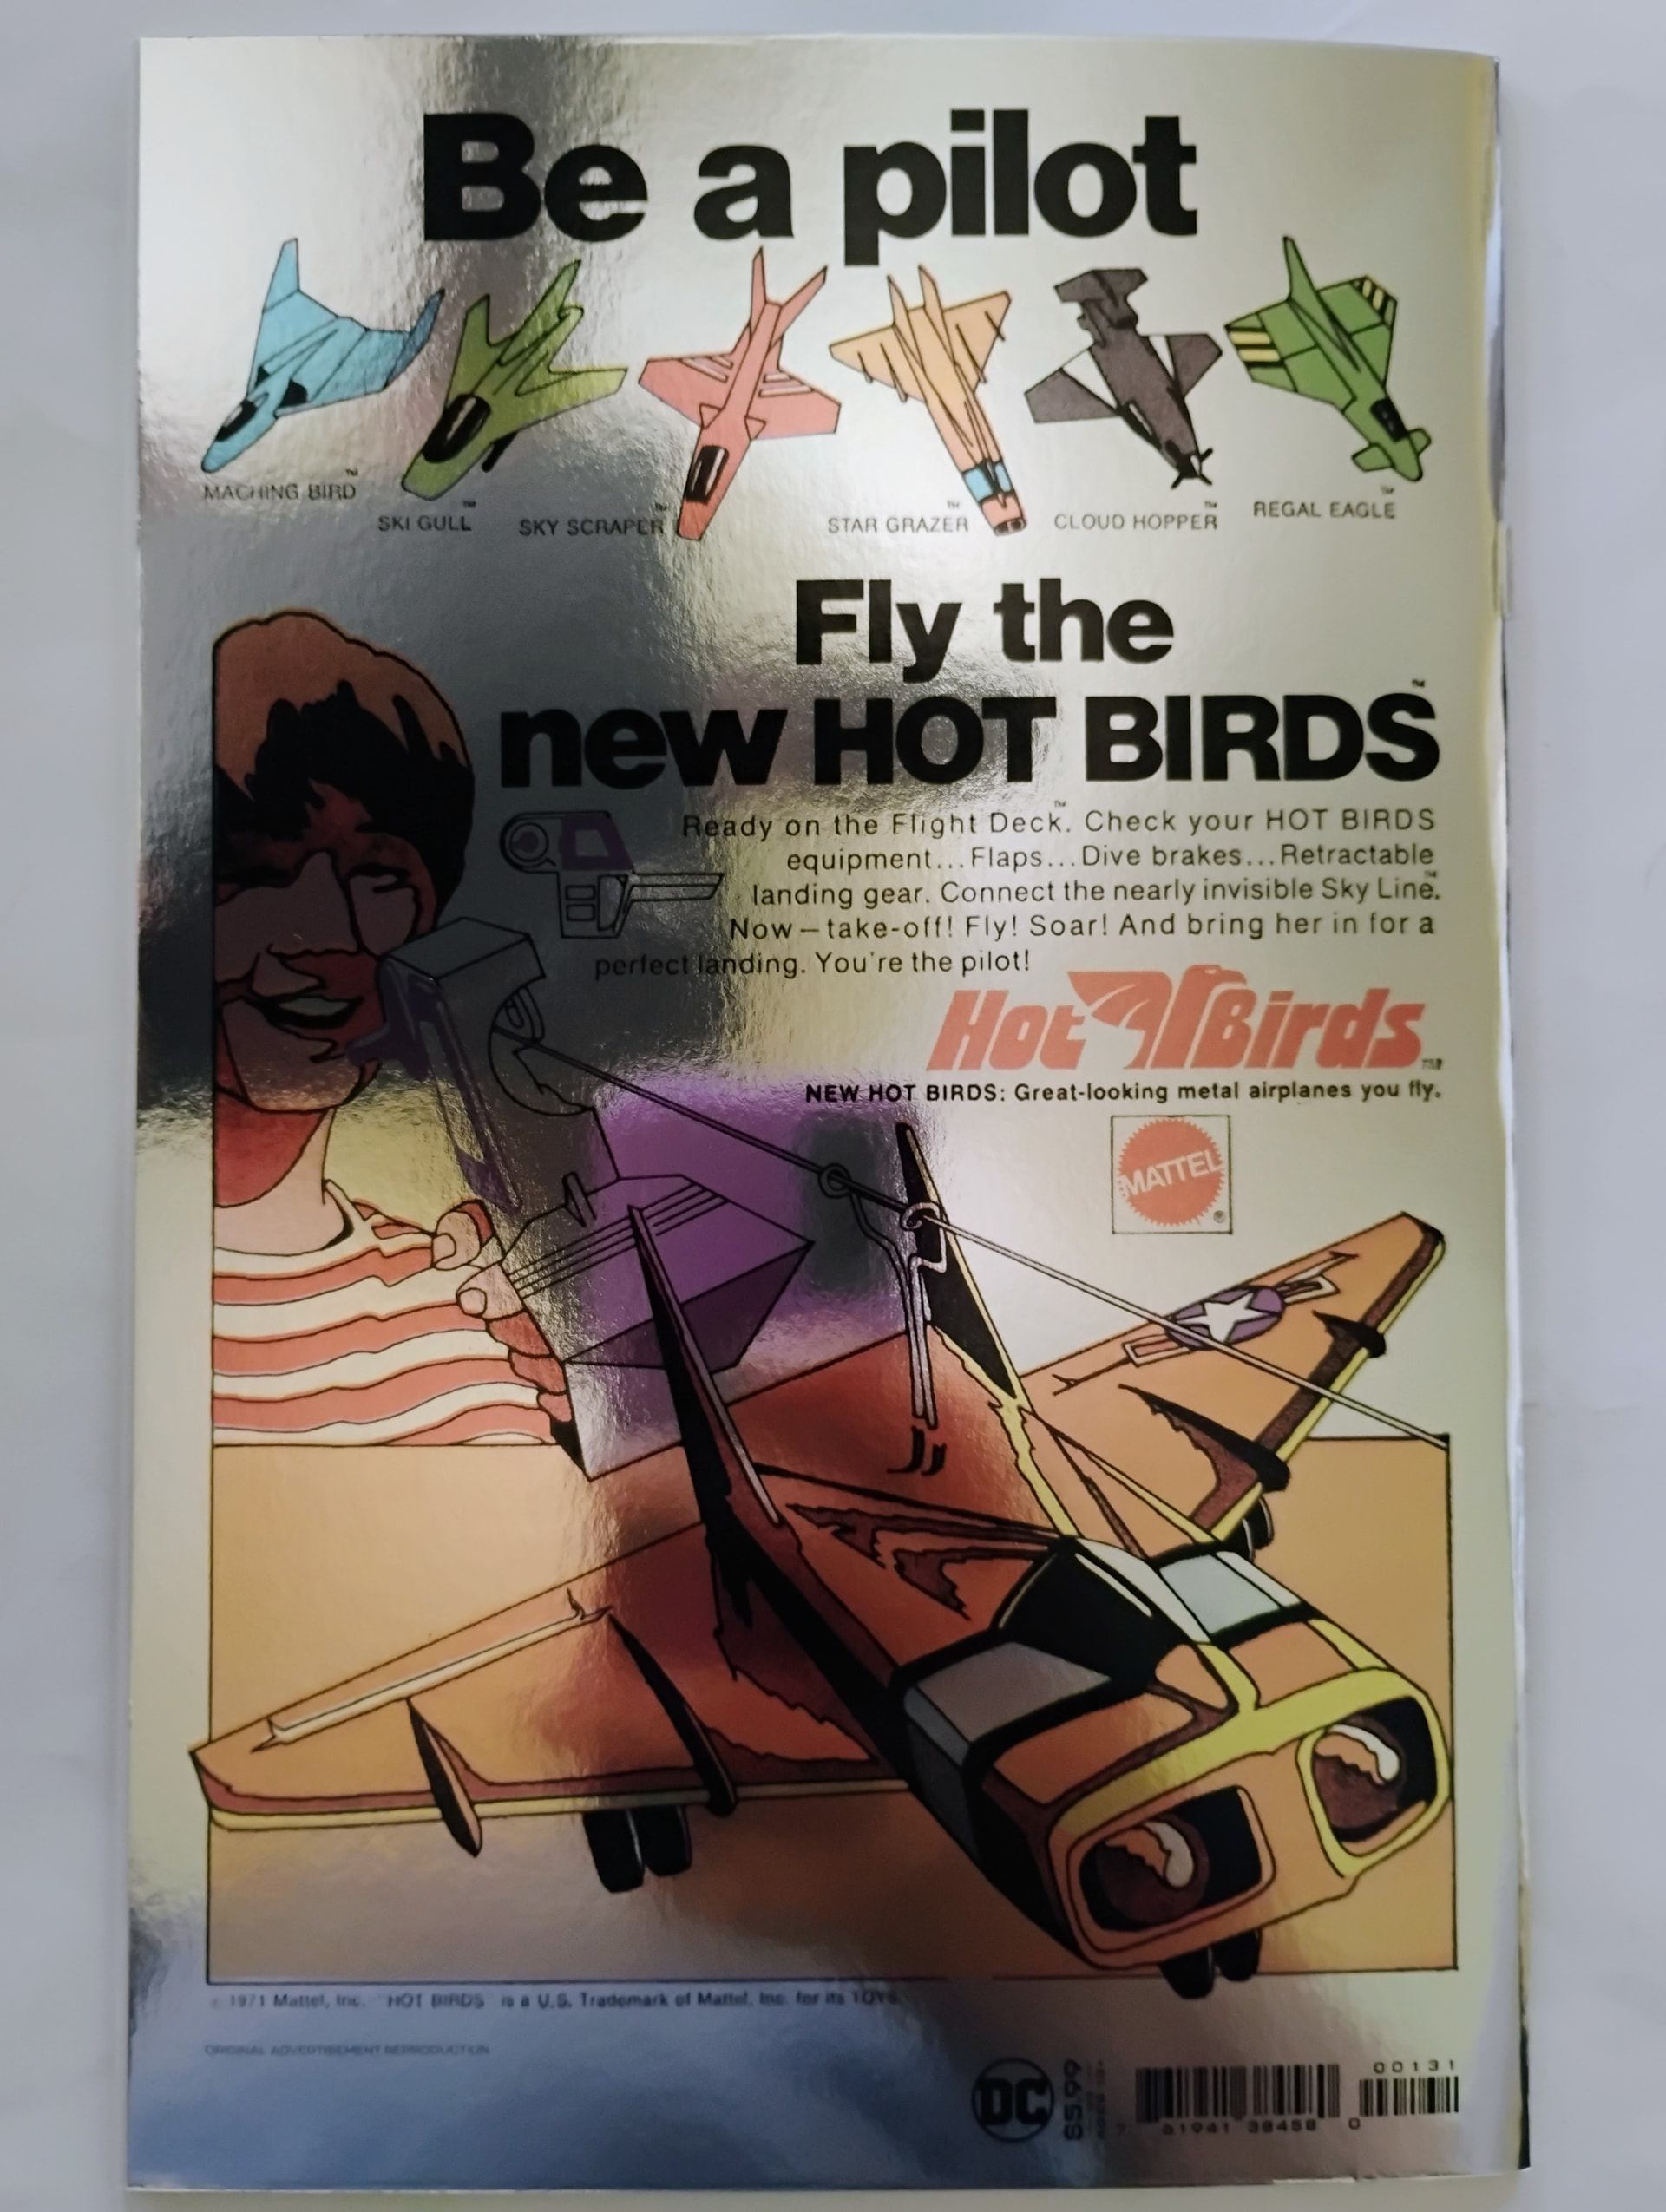 Be a pilot
MACHING BIRD™
SKI GULL™
SKY SCRAPER™
STAR GRAZER™
CLOUD HOPPER™
REGAL EAGLE™
Fly the
new HOT BIRDS™
Ready on the Flight Deck™. Check your HOT BIRDS
equipment... Flaps... Dive brakes... Retractable
landing gear. Connect the nearly invisible Sky Line™.
Now – take-off! Fly! Soar! And bring her in for a
perfect landing. You're the pilot!
Hot Birds
NEW HOT BIRDS: Great-looking metal airplanes you fly.
MATTEL®
© 1971 Mattel, Inc. HOT BIRDS is a U.S. Trademark of Mattel, Inc. for its TOYS.
ORIGINAL ADVERTISEMENT REPRODUCTION
DC
$5.99
00131
61941 38458 0